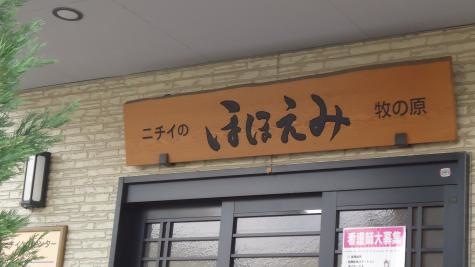 ニチイの ほほえみ 牧の原
看護師大募集